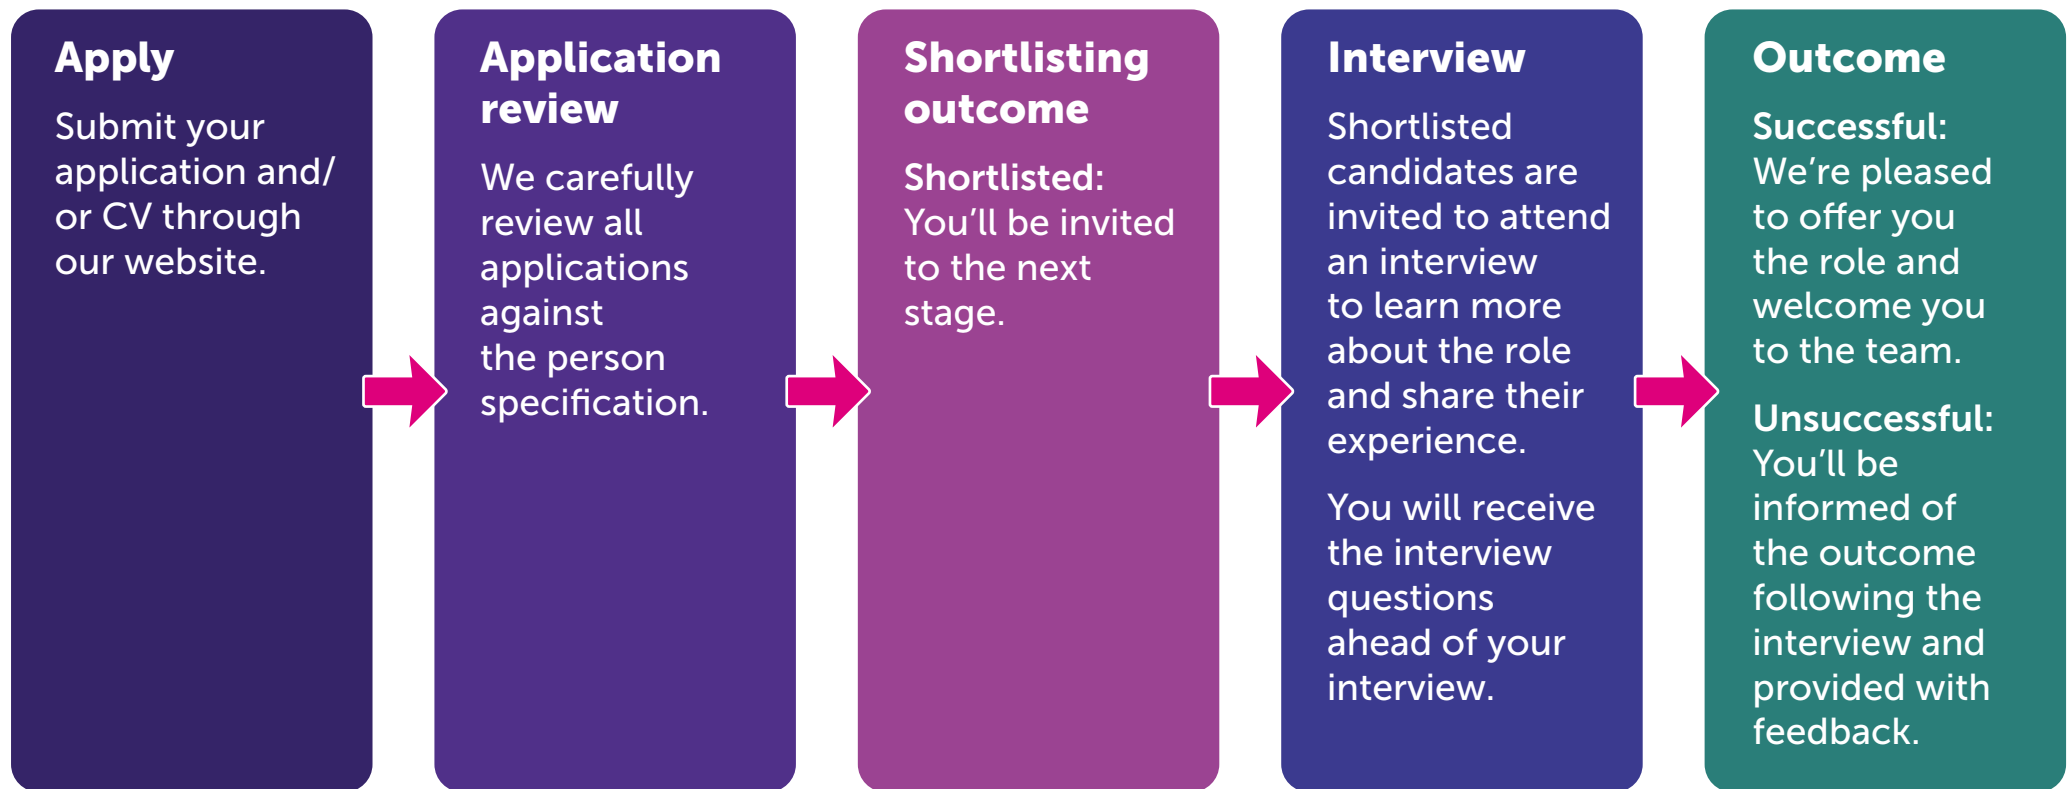 Apply
Submit your
application and/
or CV through
our website.
Application
review
We carefully
review all
applications
against
the person
specification.
Shortlisting
outcome
Shortlisted:
You’ll be invited
to the next
stage.
Interview
Shortlisted
candidates are
invited to attend
an interview
to learn more
about the role
and share their
experience.
You will receive
the interview
questions
ahead of your
interview.
Outcome
Successful:
We’re pleased
to offer you
the role and
welcome you
to the team.
Unsuccessful:
You’ll be
informed of
the outcome
following the
interview and
provided with
feedback.